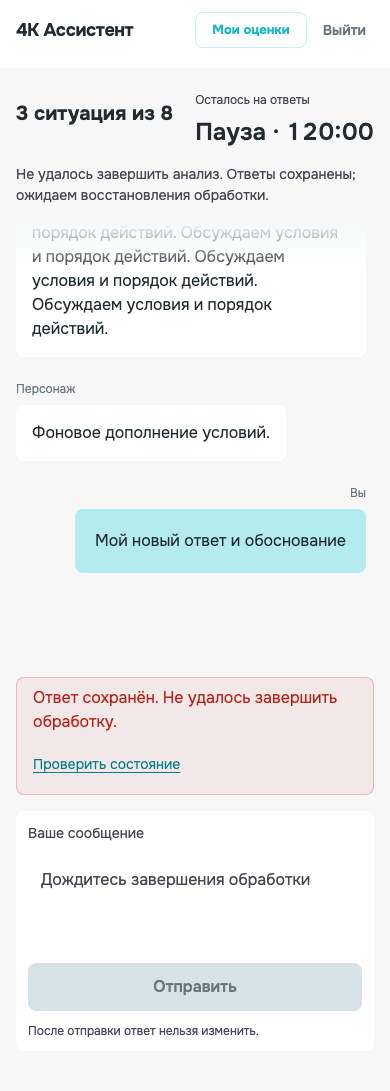 4K Ассистент
Мои оценки
Выйти
3 ситуация из 8
Осталось на ответы
Пауза · 120:00
Не удалось завершить анализ. Ответы сохранены;
ожидаем восстановления обработки.
порядок действий. Обсуждаем условия
и порядок действий. Обсуждаем
условия и порядок действий.
Обсуждаем условия и порядок
действий.
Персонаж
Фоновое дополнение условий.
Вы
Мой новый ответ и обоснование
Ответ сохранён. Не удалось завершить
обработку.
Проверить состояние
Ваше сообщение
Дождитесь завершения обработки
Отправить
После отправки ответ нельзя изменить.